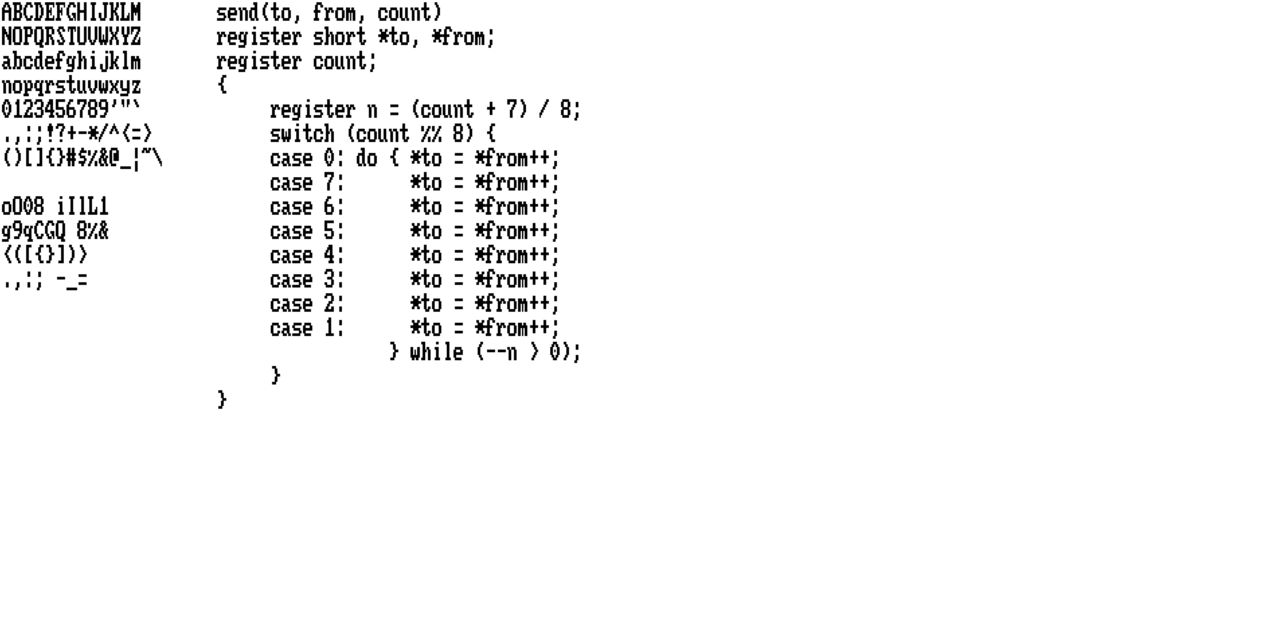 ABCDEFGHIJKLM       send(to, from, count)
NOPQRSTUVWXYZ       register short *to, *from;
abcdefghijklm       register count;
nopqrstuvwxyz       {
0123456789'"`            register n = (count + 7) / 8;
.,:;!?+-*/^<=>           switch (count %% 8) {
()[]{}#$%&@_|~\          case 0: do { *to = *from++;
                         case 7:      *to = *from++;
oO08 iIlL1               case 6:      *to = *from++;
g9qCGQ 8%&               case 5:      *to = *from++;
<([{}])>                 case 4:      *to = *from++;
.,:; -_=                 case 3:      *to = *from++;
                         case 2:      *to = *from++;
                         case 1:      *to = *from++;
                                    } while (--n > 0);
                         }
                    }